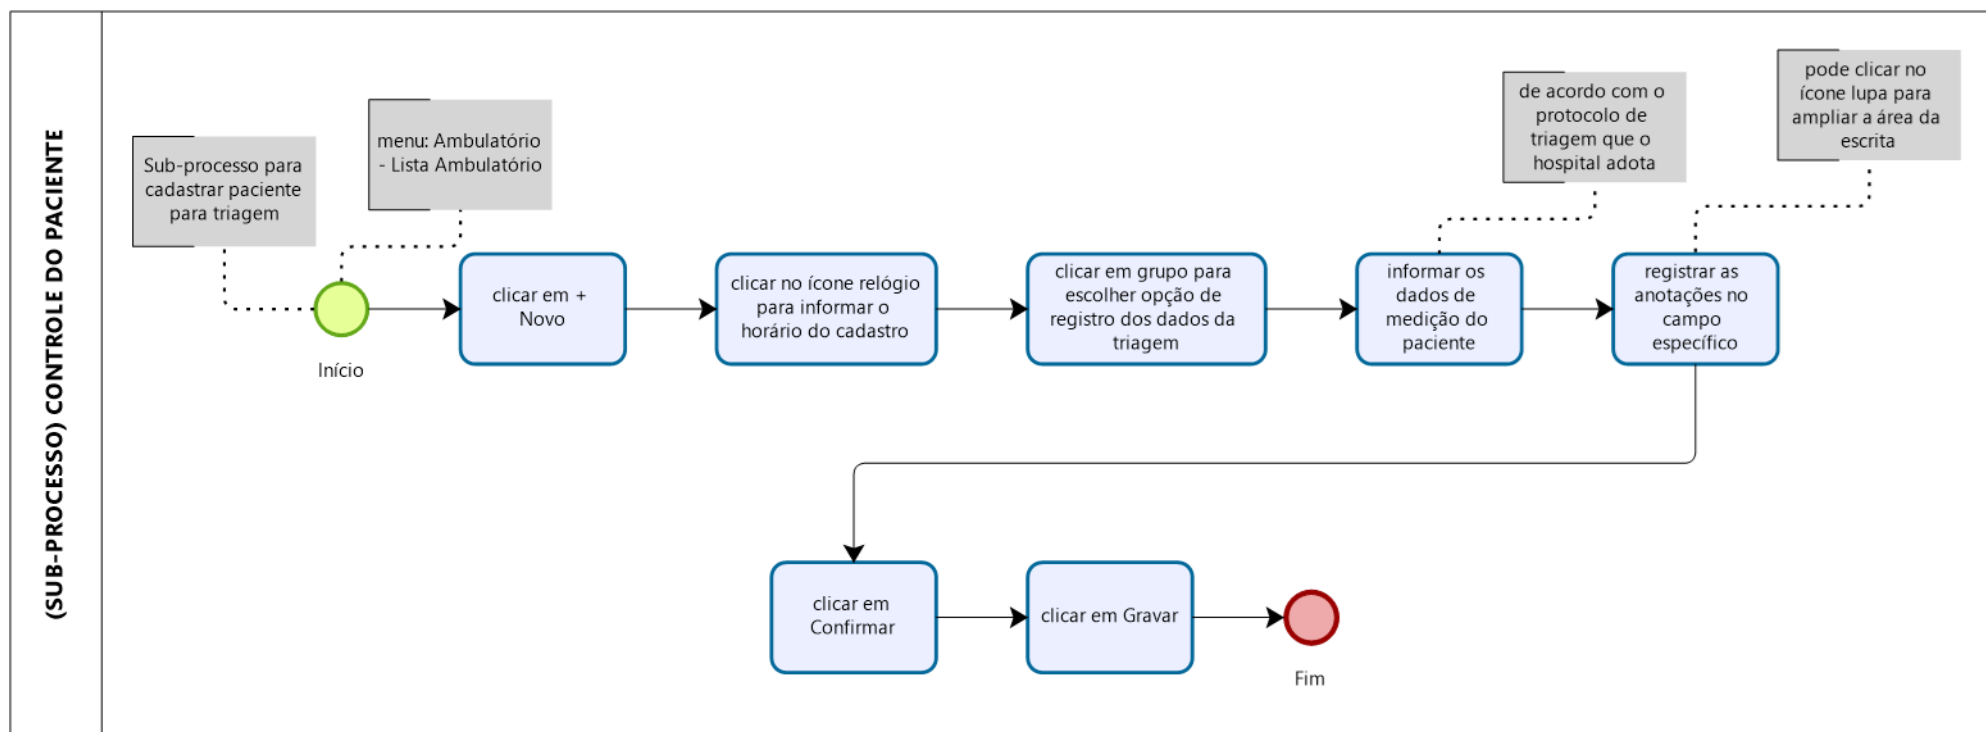 (SUB-PROCESSO) CONTROLE DO PACIENTE
Sub-processo para
cadastrar paciente
para triagem
menu: Ambulatório
- Lista Ambulatório
de acordo com o
protocolo de
triagem que o
hospital adota
pode clicar no
ícone lupa para
ampliar a área da
escrita
Início
clicar em +
Novo
clicar no ícone relógio
para informar o
horário do cadastro
clicar em grupo para
escolher opção de
registro dos dados da
triagem
informar os
dados de
medição do
paciente
registrar as
anotações no
campo
específico
clicar em
Confirmar
clicar em Gravar
Fim